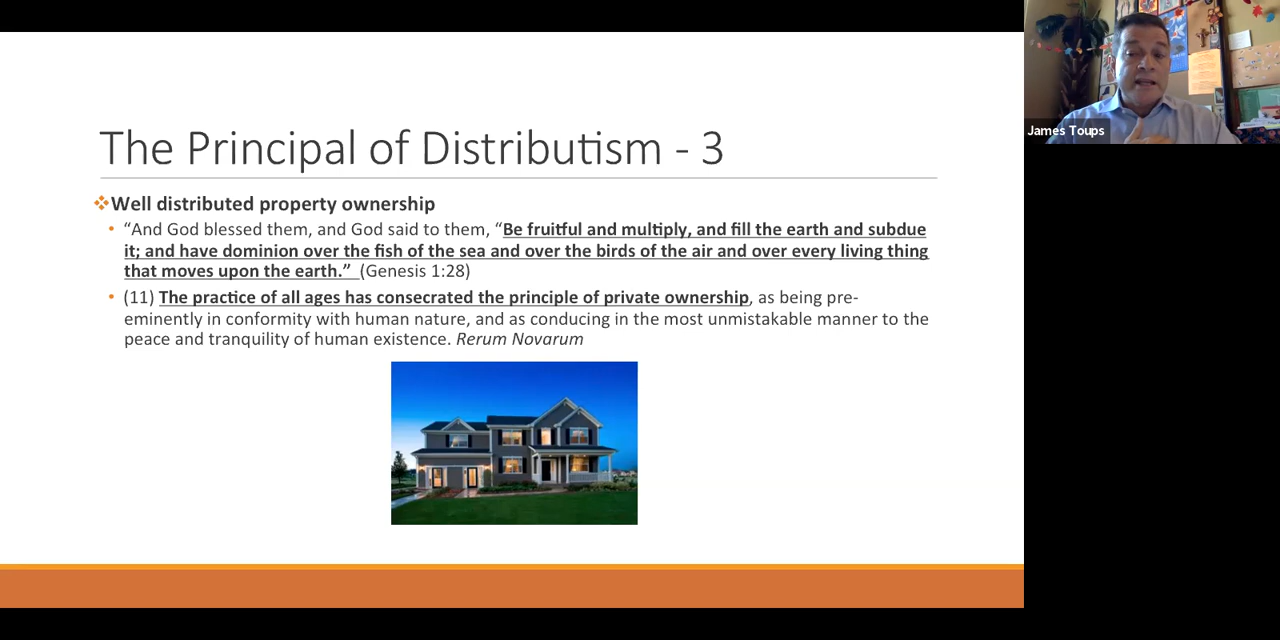 The Principal of Distributism - 3
❖Well distributed property ownership
• “And God blessed them, and God said to them, “Be fruitful and multiply, and fill the earth and subdue
it; and have dominion over the fish of the sea and over the birds of the air and over every living thing
that moves upon the earth.” (Genesis 1:28)
• (11) The practice of all ages has consecrated the principle of private ownership, as being pre-
eminently in conformity with human nature, and as conducing in the most unmistakable manner to the
peace and tranquility of human existence. Rerum Novarum
James Toups